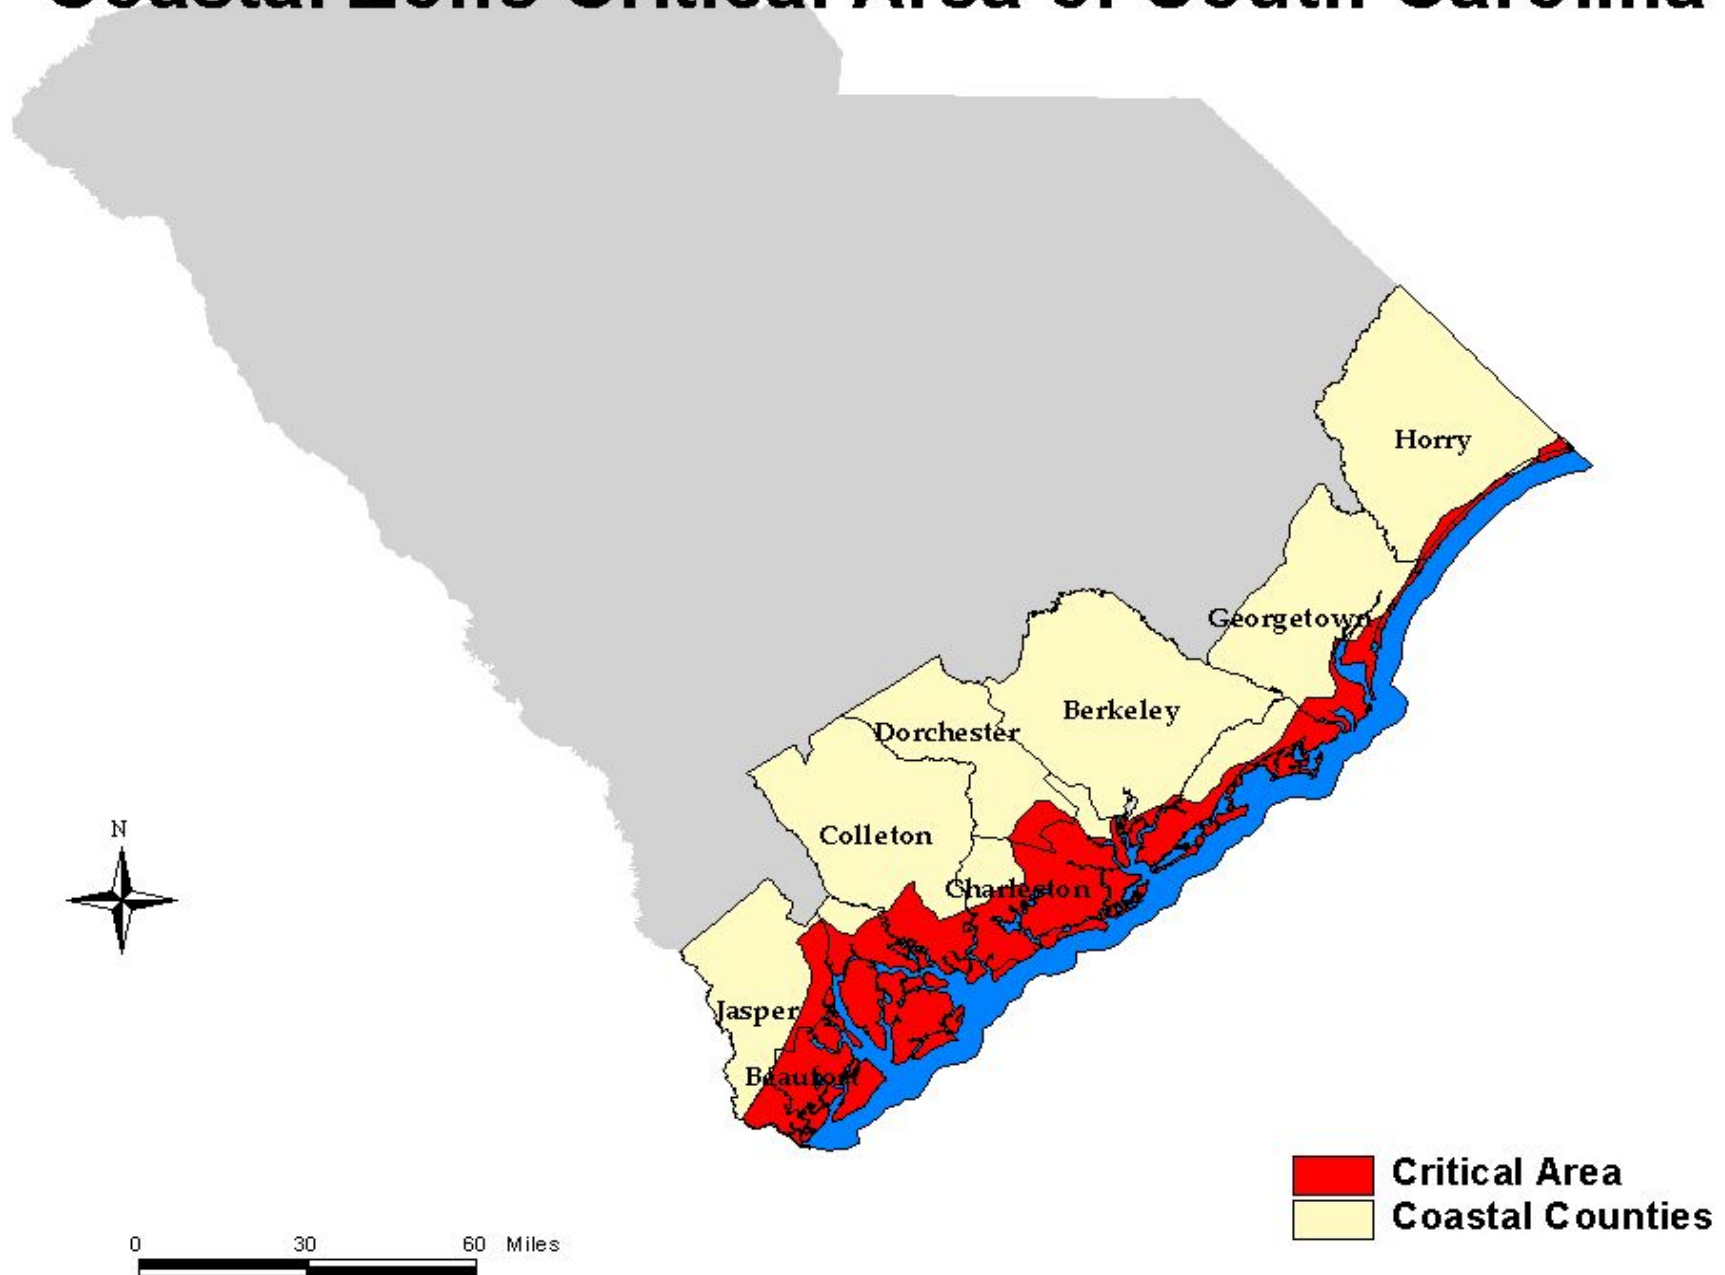 Coastal Zone Critical Area of South Carolina
Horry
Georgetown
Berkeley
Dorchester
Colleton
Charleston
Jasper
Beaufort
N
Critical Area
Coastal Counties
0 30 60 Miles